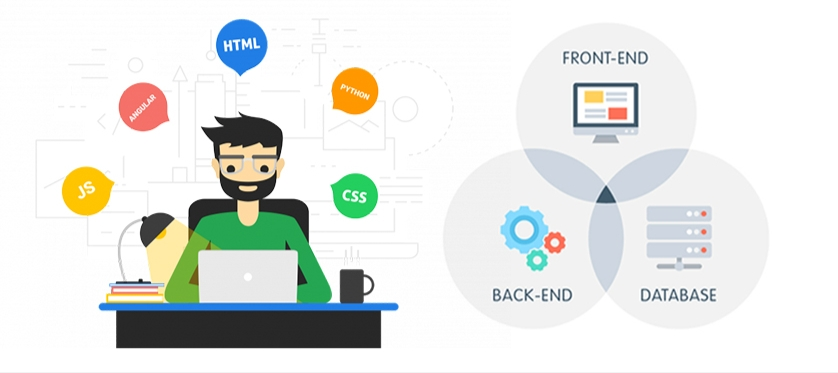 HTML
ANGULAR
PYTHON
JS
CSS
FRONT-END
BACK-END
DATABASE